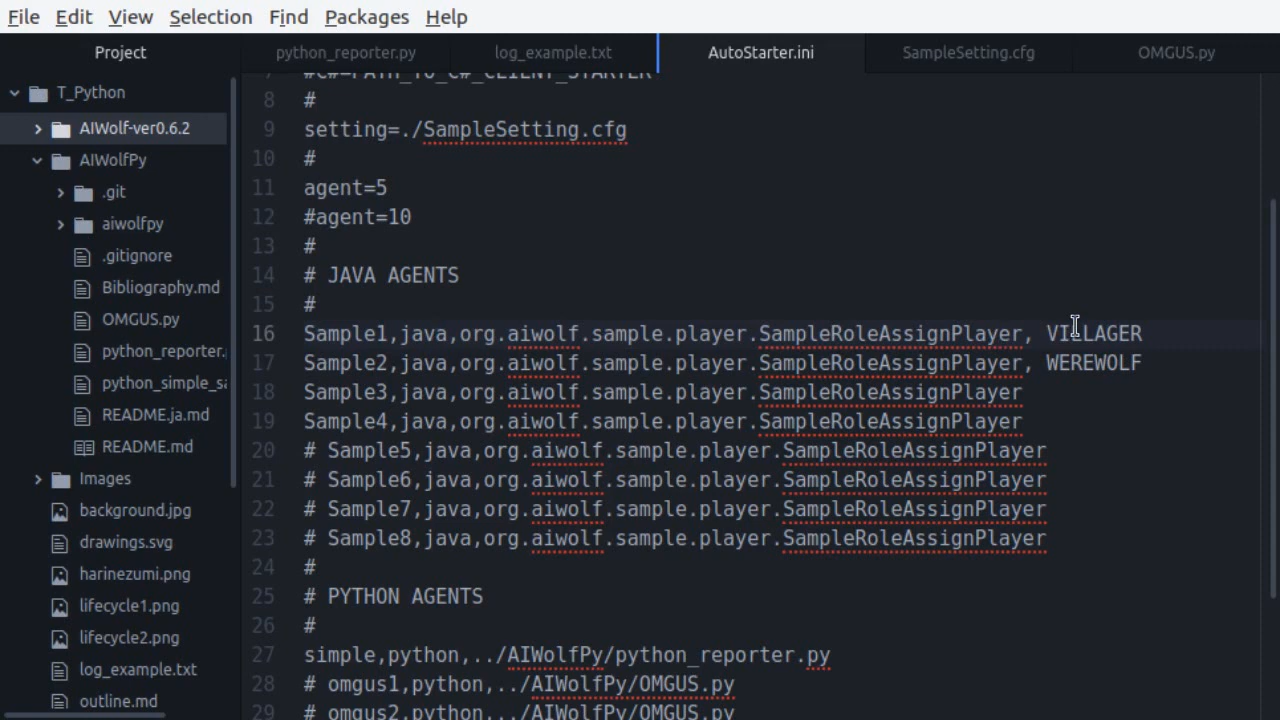 File Edit View Selection Find Packages Help
Project python_reporter.py log_example.txt AutoStarter.ini SampleSetting.cfg OMGUS.py
T_Python
AIWolf-ver0.6.2
AIWolfPy
.git
aiwolfpy
.gitignore
Bibliography.md
OMGUS.py
python_reporter.
python_simple_sa
README.ja.md
README.md
Images
background.jpg
drawings.svg
harinezumi.png
lifecycle1.png
lifecycle2.png
log_example.txt
outline.md
7 #C#=PATH_TO_C#_CLIENT_STARTER
8 #
9 setting=./SampleSetting.cfg
10 #
11 agent=5
12 #agent=10
13 #
14 # JAVA AGENTS
15 #
16 Sample1,java,org.aiwolf.sample.player.SampleRoleAssignPlayer, VILLAGER
17 Sample2,java,org.aiwolf.sample.player.SampleRoleAssignPlayer, WEREWOLF
18 Sample3,java,org.aiwolf.sample.player.SampleRoleAssignPlayer
19 Sample4,java,org.aiwolf.sample.player.SampleRoleAssignPlayer
20 # Sample5,java,org.aiwolf.sample.player.SampleRoleAssignPlayer
21 # Sample6,java,org.aiwolf.sample.player.SampleRoleAssignPlayer
22 # Sample7,java,org.aiwolf.sample.player.SampleRoleAssignPlayer
23 # Sample8,java,org.aiwolf.sample.player.SampleRoleAssignPlayer
24 #
25 # PYTHON AGENTS
26 #
27 simple,python,../AIWolfPy/python_reporter.py
28 # omgus1,python,../AIWolfPy/OMGUS.py
29 # omgus2,python,../AIWolfPy/OMGUS.py